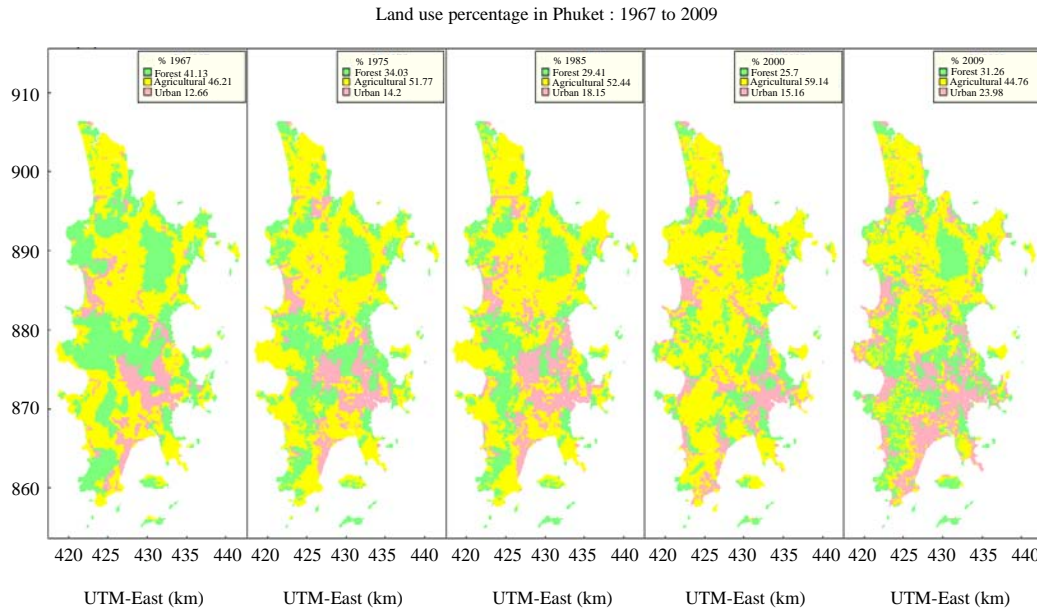 Land use percentage in Phuket : 1967 to 2009
% 1967
Forest 41.13
Agricultural 46.21
Urban 12.66
% 1975
Forest 34.03
Agricultural 51.77
Urban 14.2
% 1985
Forest 29.41
Agricultural 52.44
Urban 18.15
% 2000
Forest 25.7
Agricultural 59.14
Urban 15.16
% 2009
Forest 31.26
Agricultural 44.76
Urban 23.98
910
900
890
880
870
860
420 425 430 440
420 425 430 440
420 425 430 440
420 425 430 440
420 425 430 440
UTM-East (km)
UTM-East (km)
UTM-East (km)
UTM-East (km)
UTM-East (km)